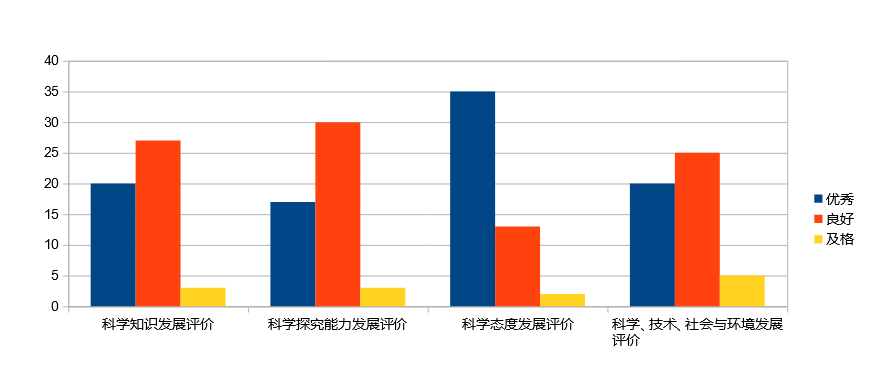 40
35
30
25
20
15
10
5
0
科学知识发展评价
科学探究能力发展评价
科学态度发展评价
科学、技术、社会与环境发展
评价
优秀
良好
及格